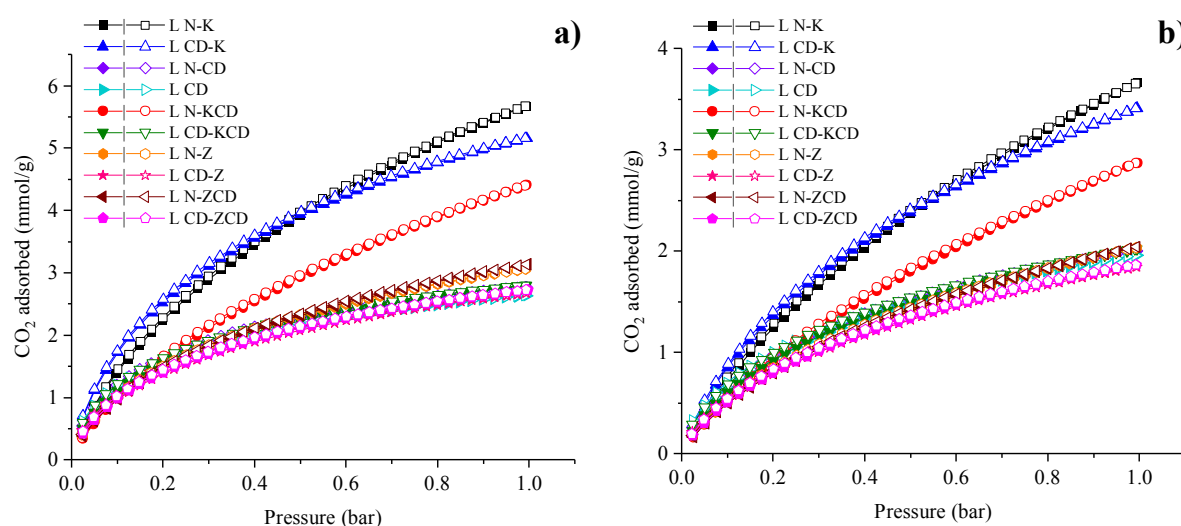 a)
L N-K
L CD-K
L N-CD
L CD
L N-KCD
L CD-KCD
L N-Z
L CD-Z
L N-ZCD
L CD-ZCD
CO2 adsorbed (mmol/g)
6
5
4
3
2
1
0
0.0 0.2 0.4 0.6 0.8 1.0
Pressure (bar)
b)
L N-K
L CD-K
L N-CD
L CD
L N-KCD
L CD-KCD
L N-Z
L CD-Z
L N-ZCD
L CD-ZCD
CO2 adsorbed (mmol/g)
4
3
2
1
0
0.0 0.2 0.4 0.6 0.8 1.0
Pressure (bar)